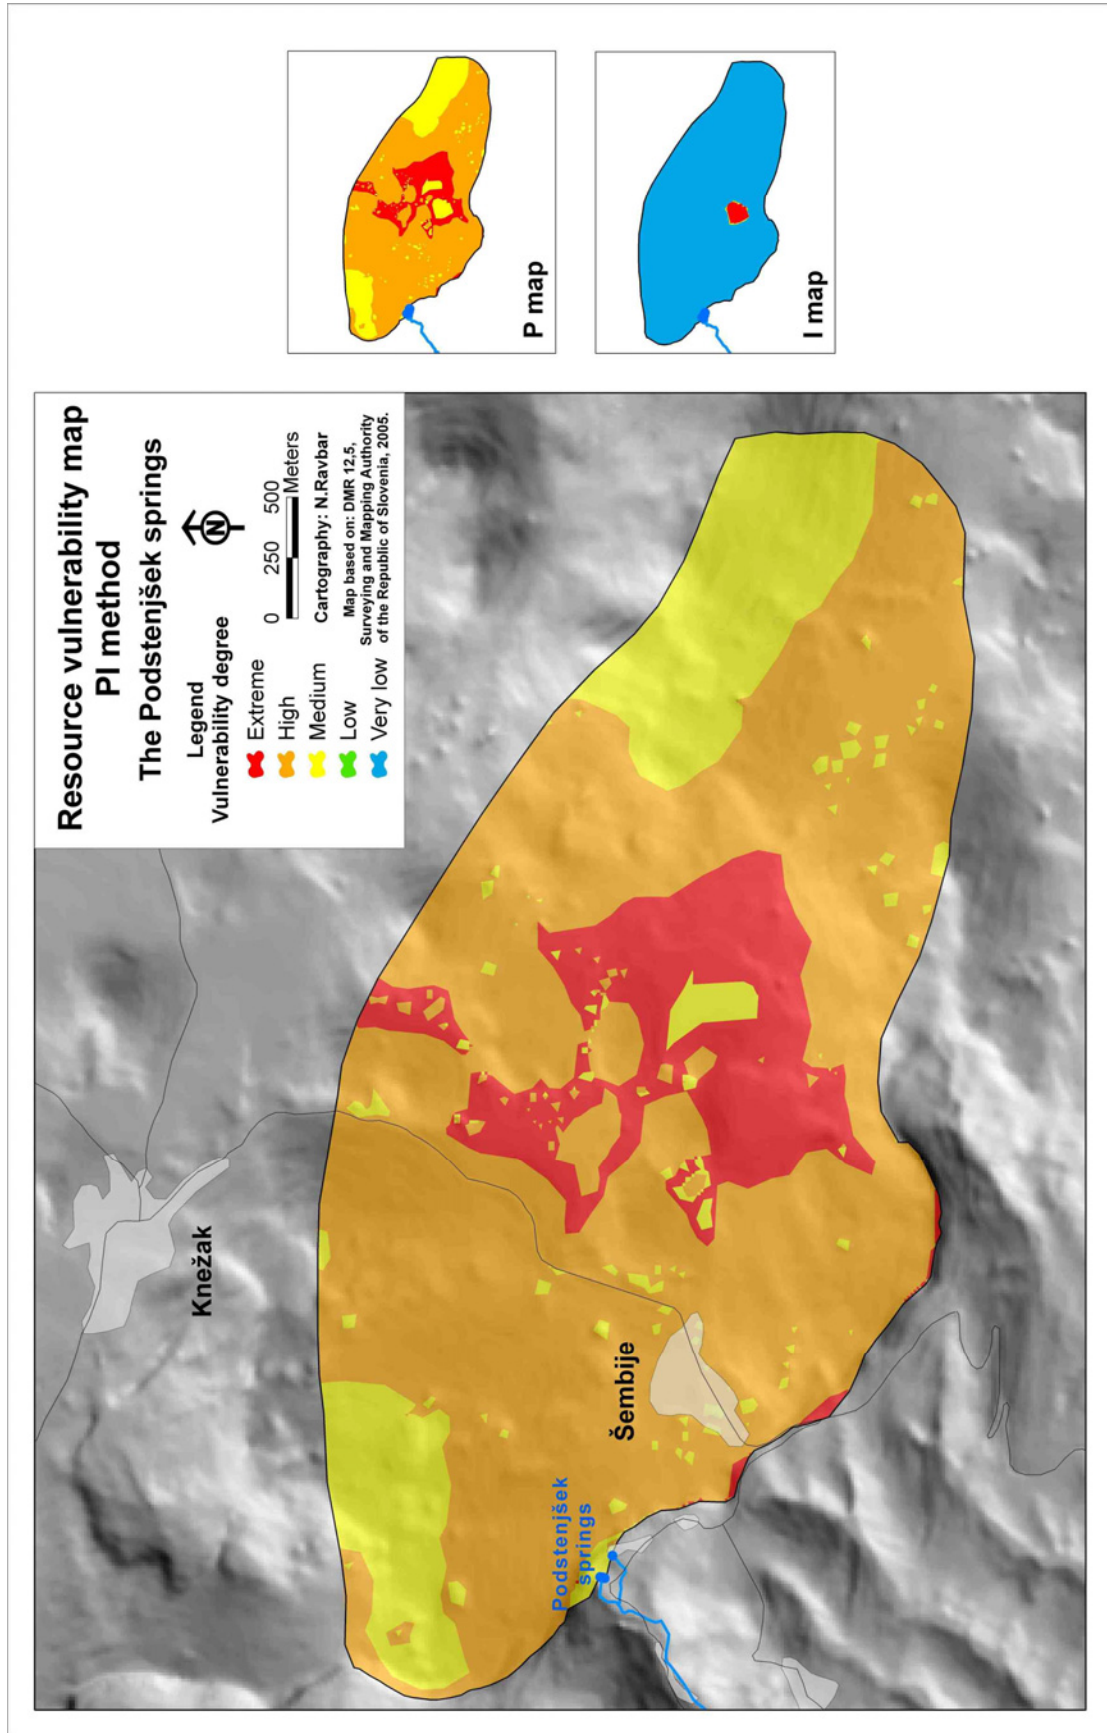 Resource vulnerability map
PI method
The Podstenjšek springs
Legend
Vulnerability degree
Extreme
High
Medium
Low
Very low
N
0 250 500
Meters
Cartography: N.Ravbar
Map based on: DMR 12,5,
Surveying and Mapping Authority
of the Republic of Slovenia, 2005.
Knežak
Šembije
Podstenjšek
springs
P map
I map